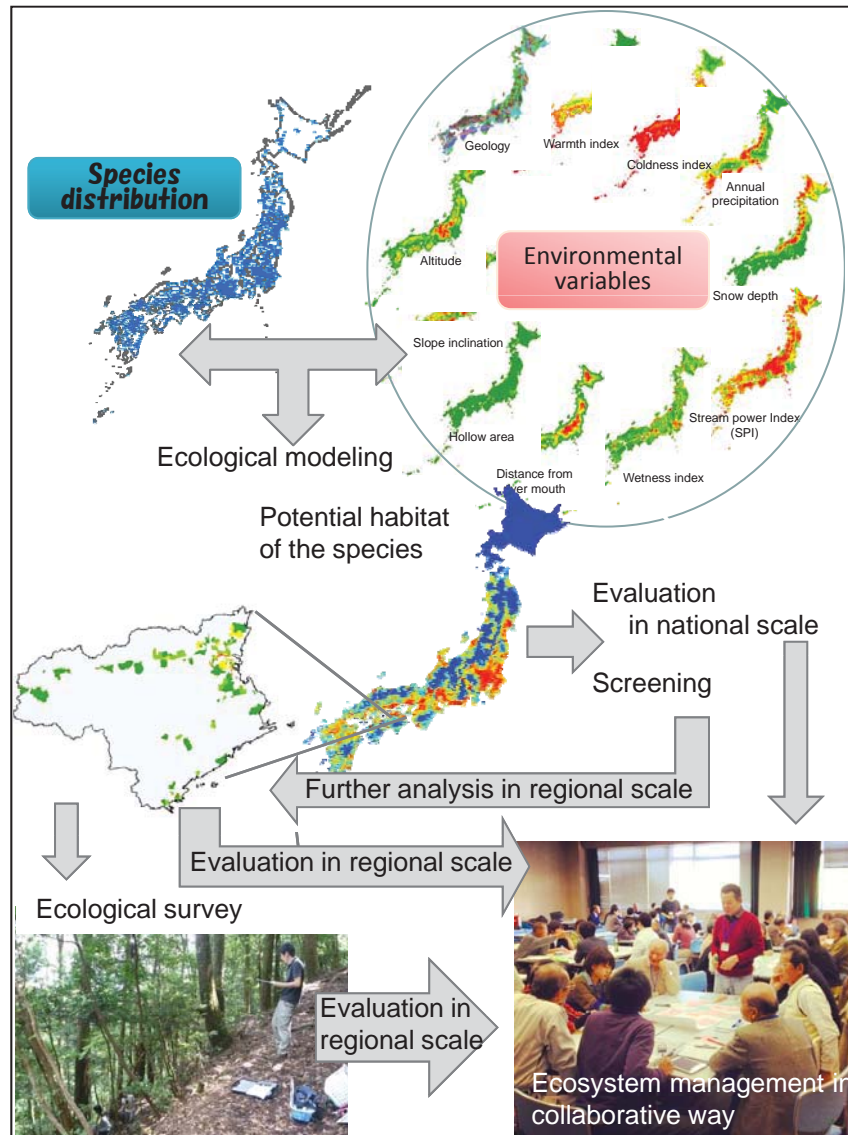 Species
distribution
Geology
Warmth index
Coldness index
Annual
precipitation
Altitude
Environmental
variables
Snow depth
Slope inclination
Stream power Index
(SPI)
Hollow area
Distance from
mouth
Wetness index
Ecological modeling
Potential habitat
of the species
Evaluation
in national scale
Screening
Further analysis in regional scale
Evaluation in regional scale
Ecological survey
Evaluation in
regional scale
Ecosystem management in
collaborative way